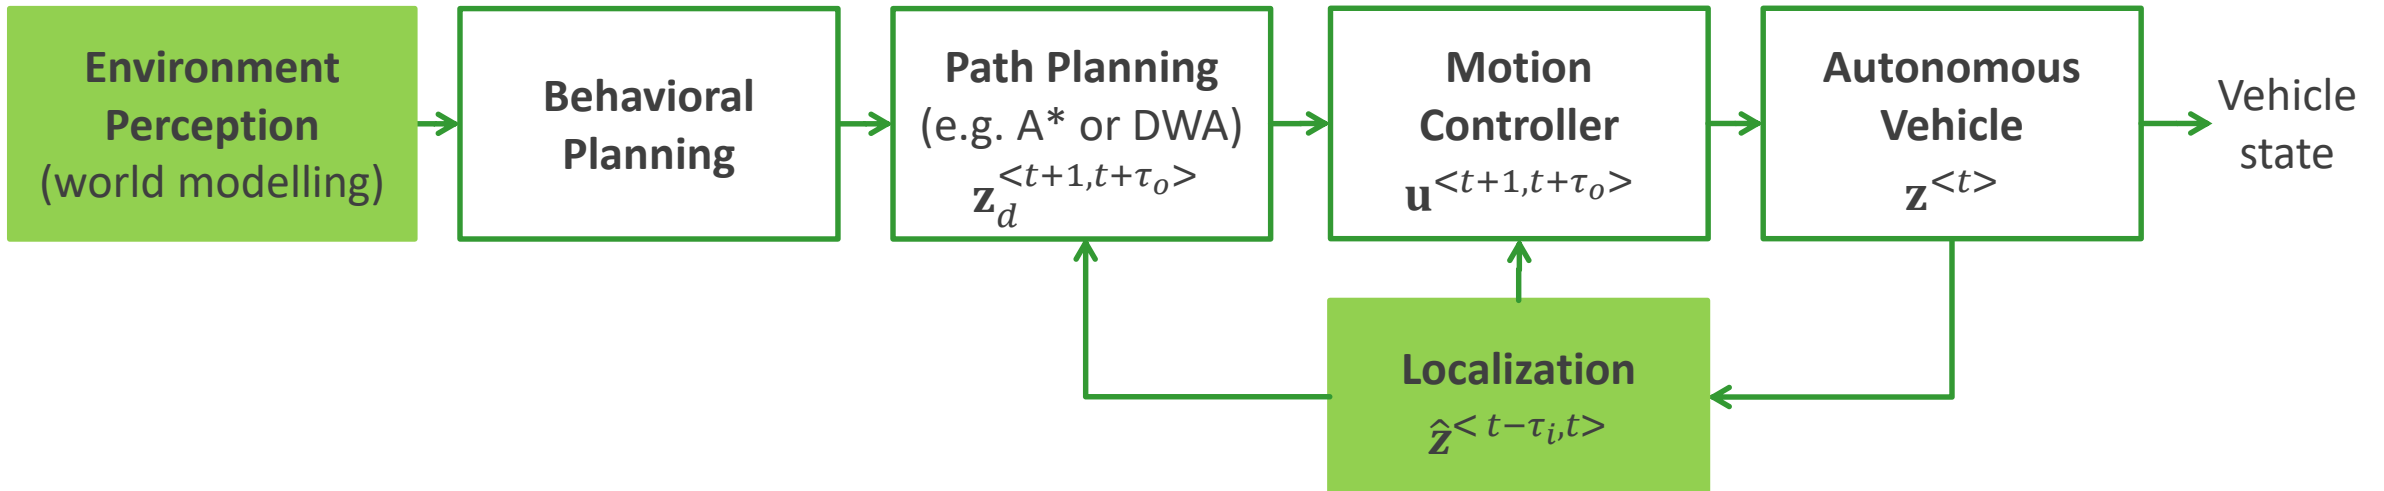 Environment
Perception
(world modelling)
Behavioral
Planning
Path Planning
(e.g. A* or DWA)
𝐳_d^{<t+1,t+τ_o>}
Motion
Controller
𝐮^{<t+1,t+τ_o>}
Autonomous
Vehicle
𝐳^{<t>}
Vehicle
state
Localization
𝐳̂^{< t−τ_i,t>}